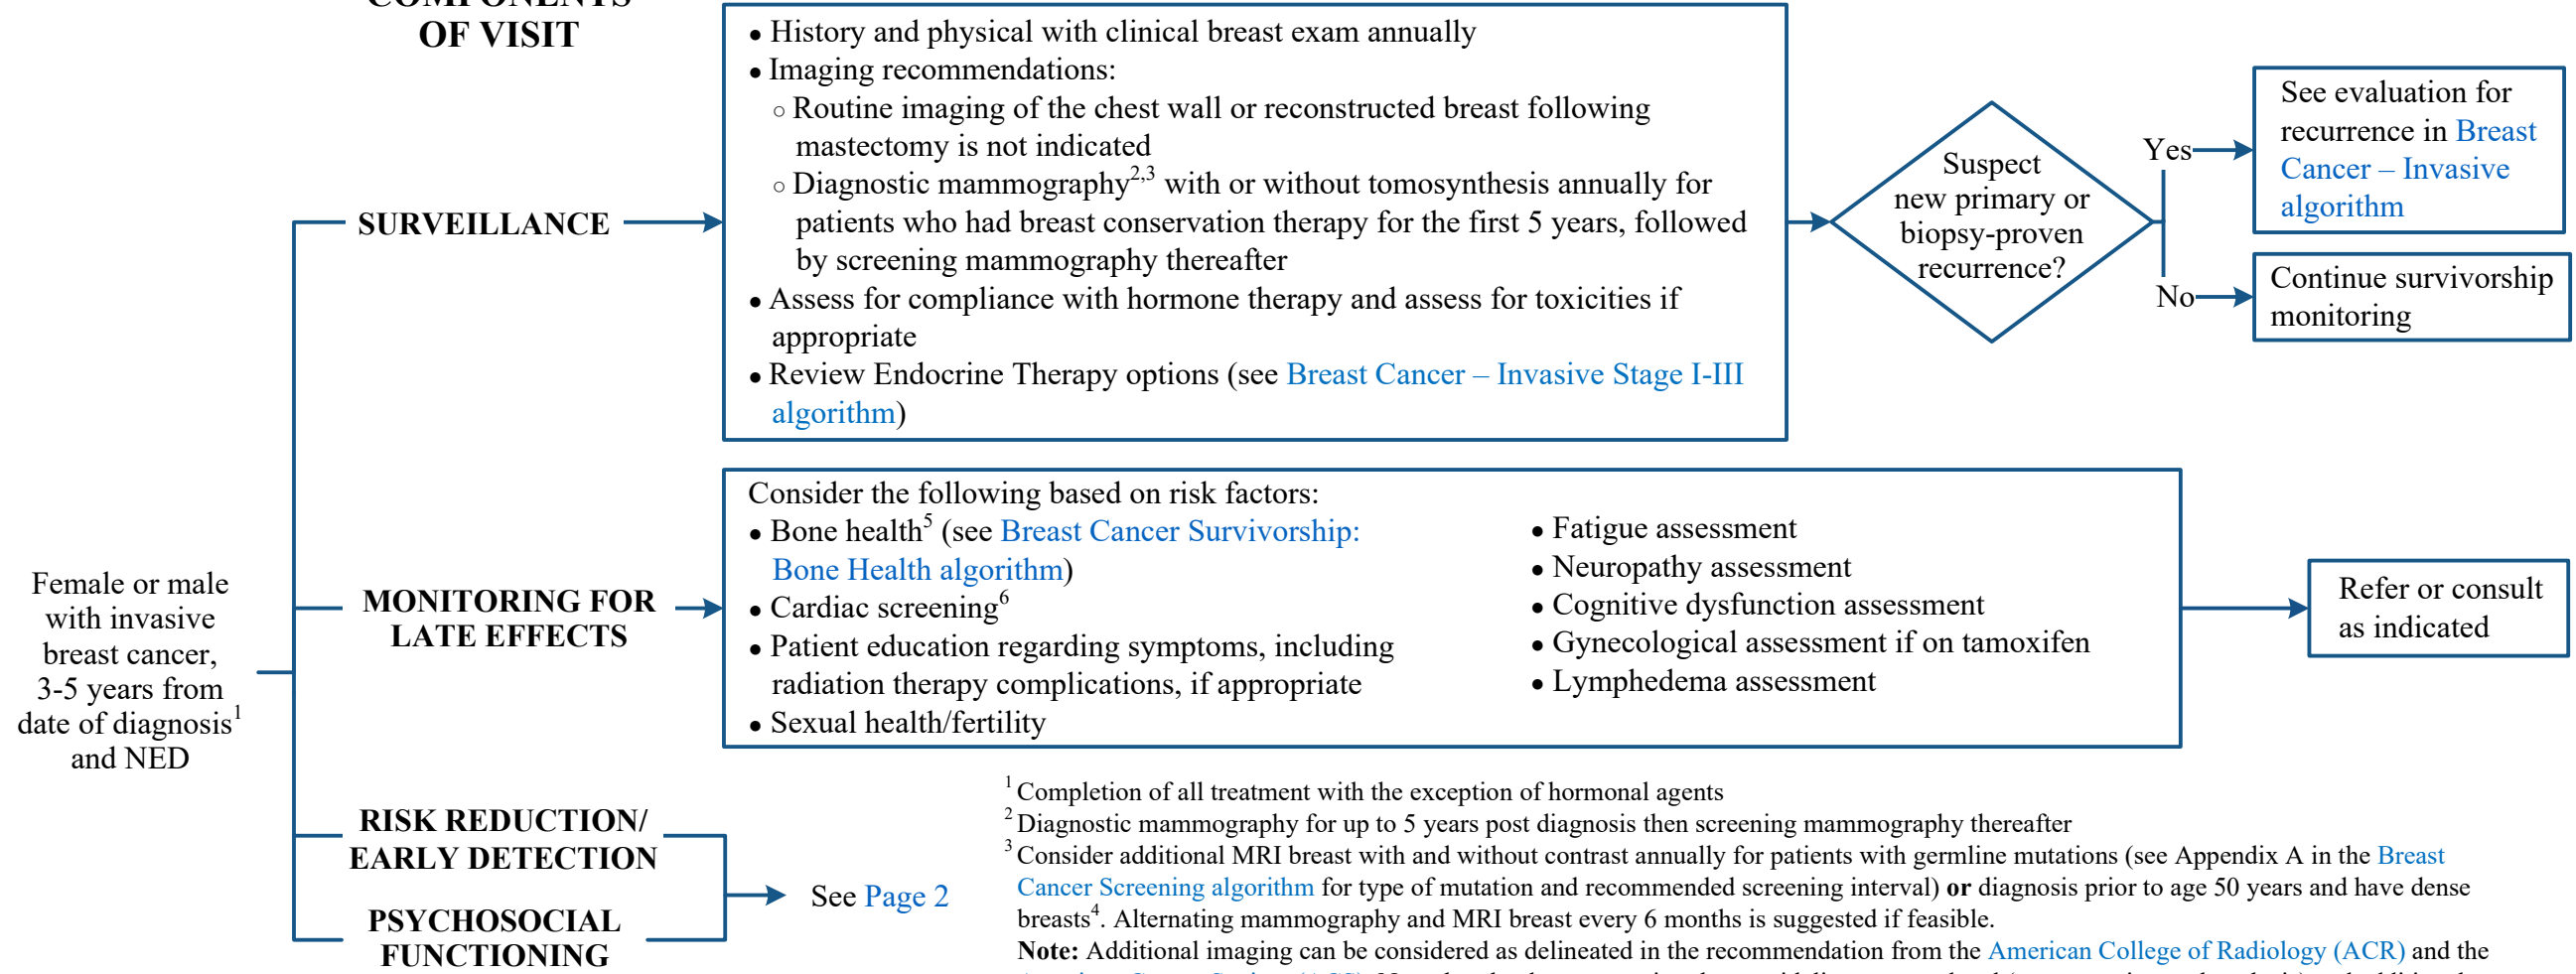 COMPONENTS
OF VISIT
• History and physical with clinical breast exam annually
• Imaging recommendations:
○ Routine imaging of the chest wall or reconstructed breast following
mastectomy is not indicated
○ Diagnostic mammography2,3 with or without tomosynthesis annually for
patients who had breast conservation therapy for the first 5 years, followed
by screening mammography thereafter
• Assess for compliance with hormone therapy and assess for toxicities if
appropriate
• Review Endocrine Therapy options (see Breast Cancer – Invasive Stage I-III
algorithm)
SURVEILLANCE
Suspect
new primary or
biopsy-proven
recurrence?
Yes
See evaluation for
recurrence in Breast
Cancer – Invasive
algorithm
No
Continue survivorship
monitoring
Female or male
with invasive
breast cancer,
3-5 years from
date of diagnosis1
and NED
MONITORING FOR
LATE EFFECTS
Consider the following based on risk factors:
• Bone health5 (see Breast Cancer Survivorship:
Bone Health algorithm)
• Cardiac screening6
• Patient education regarding symptoms, including
radiation therapy complications, if appropriate
• Sexual health/fertility
• Fatigue assessment
• Neuropathy assessment
• Cognitive dysfunction assessment
• Gynecological assessment if on tamoxifen
• Lymphedema assessment
Refer or consult
as indicated
RISK REDUCTION/
EARLY DETECTION
PSYCHOSOCIAL
FUNCTIONING
See Page 2
1 Completion of all treatment with the exception of hormonal agents
2 Diagnostic mammography for up to 5 years post diagnosis then screening mammography thereafter
3 Consider additional MRI breast with and without contrast annually for patients with germline mutations (see Appendix A in the Breast
Cancer Screening algorithm for type of mutation and recommended screening interval) or diagnosis prior to age 50 years and have dense
breasts4. Alternating mammography and MRI breast every 6 months is suggested if feasible.
Note: Additional imaging can be considered as delineated in the recommendation from the American College of Radiology (ACR) and the